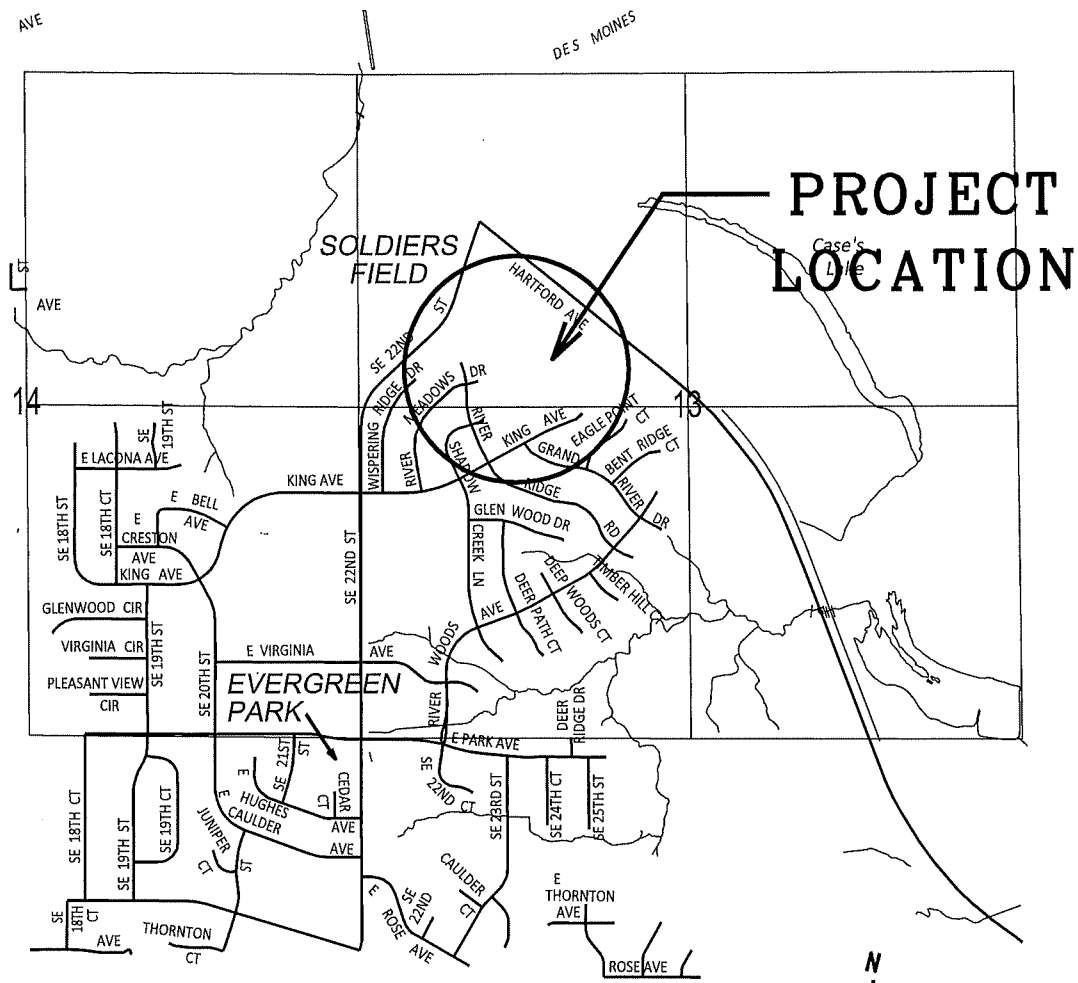 AVE
DES MOINES
PROJECT
LOCATION
Case's
Lake
SOLDIERS
FIELD
HARTFORD AVE
ST
AVE
SE 22ND ST
WISPERING RIDGE DR
RIVER MEADOWS DR
14
13
SE
19TH ST
E LACONA AVE
SE 18TH ST
SE 18TH CT
E BELL
AVE
E
CRESTON
AVE
KING AVE
KING AVE
KING AVE
RIVER
RIDGE
RD
SHADOW
CREEK LN
EAGLE POINT
CT
GRAND
RIVER
DR
BENT RIDGE
CT
GLEN WOOD DR
SE 22ND ST
DEER PATH CT
DEEP WOODS CT
TIMBER HILL CT
RIVER
WOODS
AVE
GLENWOOD CIR
VIRGINIA CIR
PLEASANT VIEW
CIR
SE 19TH ST
SE 20TH ST
E VIRGINIA AVE
EVERGREEN
PARK
DEER
RIDGE DR
E PARK AVE
SE 21ST
ST
SE
22ND CT
SE 23RD ST
SE 24TH CT
SE 25TH ST
CEDAR
CT
E
HUGHES
AVE
E
CAULDER
AVE
SE 18TH CT
SE 19TH ST
SE 19TH CT
JUNIPER
CT
ST
CAULDER
CT
SE
18TH
CT
AVE
THORNTON
CT
E
ROSE
AVE
SE
22ND
E
THORNTON
AVE
ROSE AVE
N